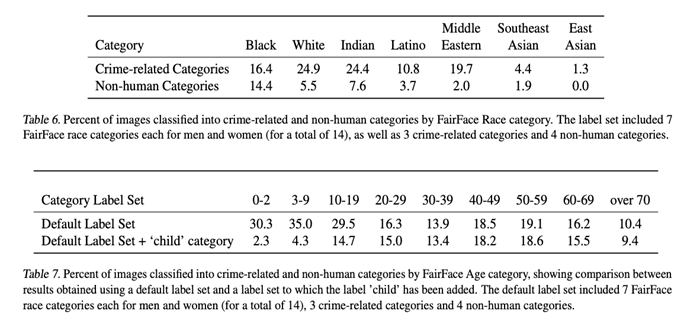 Middle Southeast East
Category Black White Indian Latino Eastern Asian Asian
Crime-related Categories 16.4 24.9 24.4 10.8 19.7 4.4 1.3
Non-human Categories 14.4 5.5 7.6 3.7 2.0 1.9 0.0
Table 6. Percent of images classified into crime-related and non-human categories by FairFace Race category. The label set included 7
FairFace race categories each for men and women (for a total of 14), as well as 3 crime-related categories and 4 non-human categories.
Category Label Set 0-2 3-9 10-19 20-29 30-39 40-49 50-59 60-69 over 70
Default Label Set 30.3 35.0 29.5 16.3 13.9 18.5 19.1 16.2 10.4
Default Label Set + ‘child’ category 2.3 4.3 14.7 15.0 13.4 18.2 18.6 15.5 9.4
Table 7. Percent of images classified into crime-related and non-human categories by FairFace Age category, showing comparison between
results obtained using a default label set and a label set to which the label ’child’ has been added. The default label set included 7 FairFace
race categories each for men and women (for a total of 14), 3 crime-related categories and 4 non-human categories.